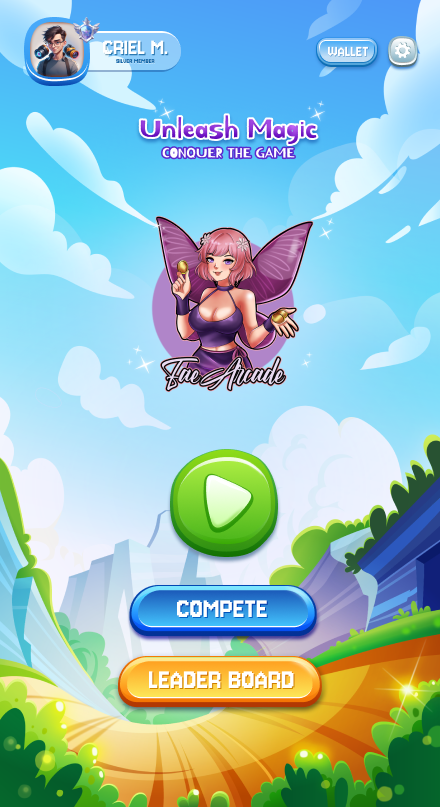 CRIEL M.
SILVER MEMBER
WALLET
Unleash Magic
CONQUER THE GAME
Fae Arcade
COMPETE
LEADER BOARD